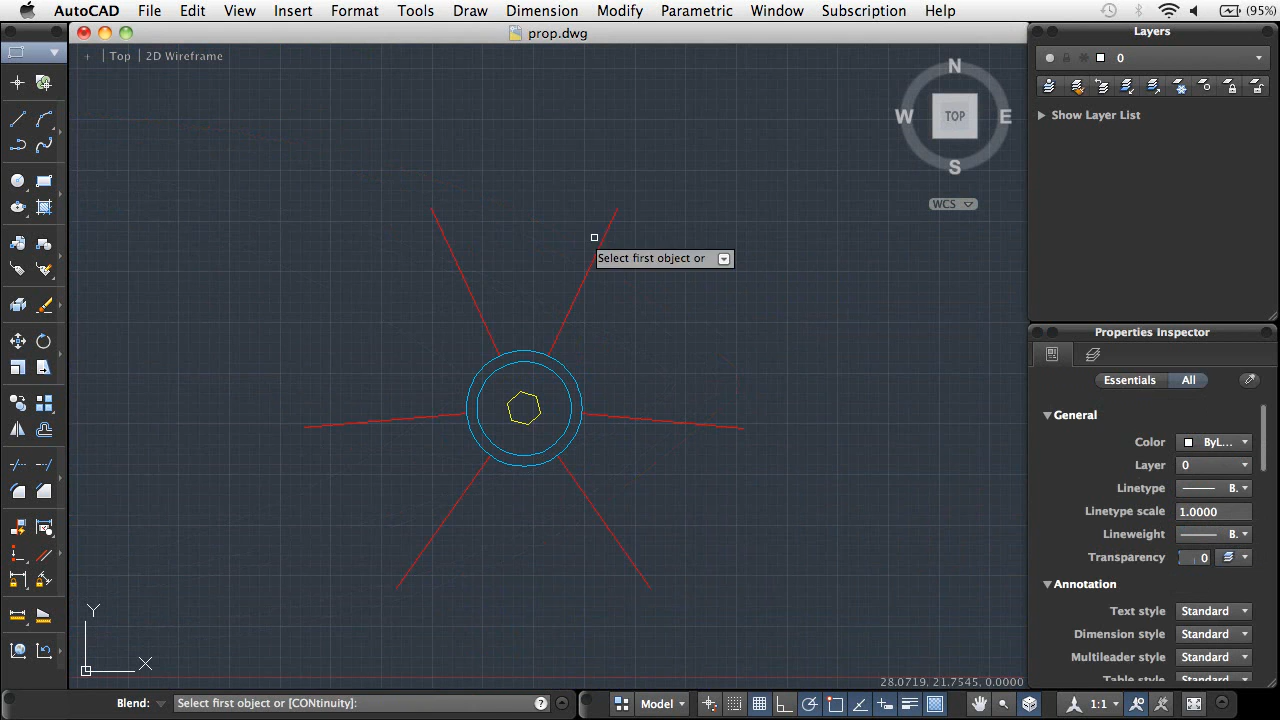 AutoCAD File Edit View Insert Format Tools Draw Dimension Modify Parametric Window Subscription Help (95%)
prop.dwg
+ | Top | 2D Wireframe
N
W TOP E
S
WCS
Select first object or
Y
X
28.0719, 21.7545, 0.0000
Layers
0
Show Layer List
Properties Inspector
Essentials All
General
Color ByL...
Layer 0
Linetype B.
Linetype scale 1.0000
Lineweight B.
Transparency 0
Annotation
Text style Standard
Dimension style Standard
Multileader style Standard
Table style Standard
Blend: Select first object or [CONtinuity]: ?
Model 1:1